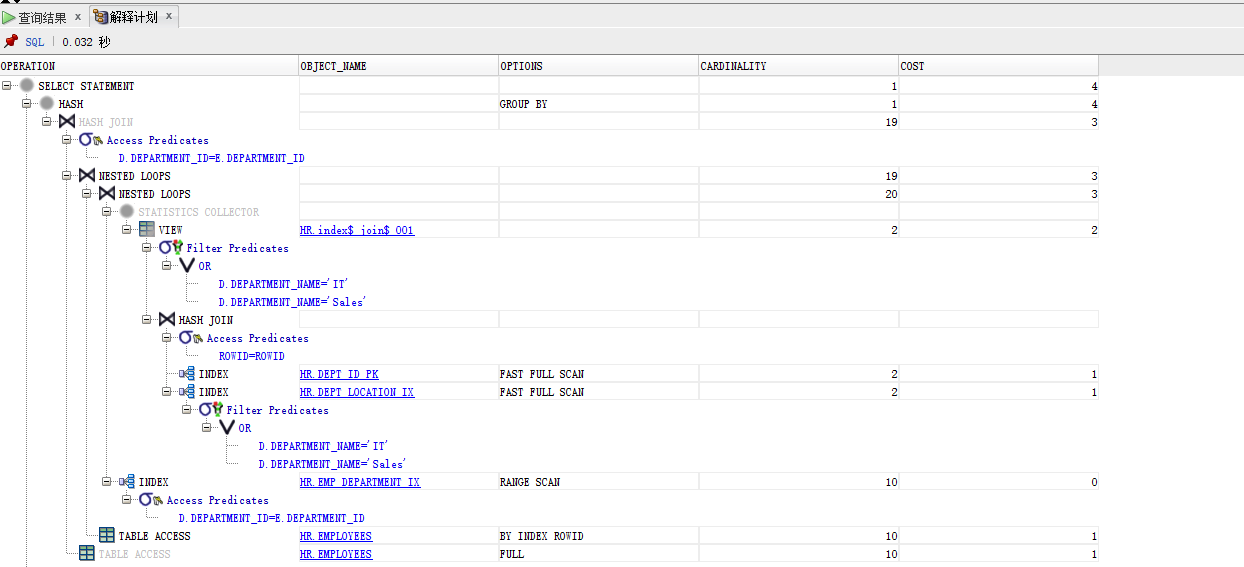 查询结果 x 解释计划 x
SQL | 0.032 秒
OPERATION OBJECT_NAME OPTIONS CARDINALITY COST
SELECT STATEMENT 1 4
HASH GROUP BY 1 4
HASH JOIN 19 3
Access Predicates
D.DEPARTMENT_ID=E.DEPARTMENT_ID
NESTED LOOPS 19 3
NESTED LOOPS 20 3
STATISTICS COLLECTOR
VIEW HR.index$_join$_001 2 2
Filter Predicates
OR
D.DEPARTMENT_NAME='IT'
D.DEPARTMENT_NAME='Sales'
HASH JOIN
Access Predicates
ROWID=ROWID
INDEX HR.DEPT_ID_PK FAST FULL SCAN 2 1
INDEX HR.DEPT_LOCATION_IX FAST FULL SCAN 2 1
Filter Predicates
OR
D.DEPARTMENT_NAME='IT'
D.DEPARTMENT_NAME='Sales'
INDEX HR.EMP_DEPARTMENT_IX RANGE SCAN 10 0
Access Predicates
D.DEPARTMENT_ID=E.DEPARTMENT_ID
TABLE ACCESS HR.EMPLOYEES BY INDEX ROWID 10 1
TABLE ACCESS HR.EMPLOYEES FULL 10 1